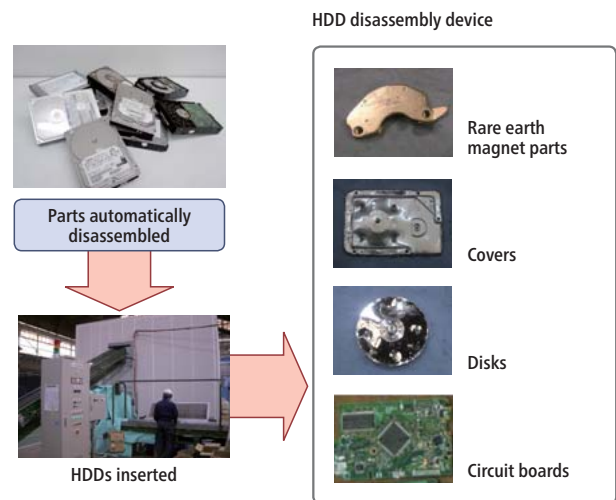 HDD disassembly device
Parts automatically
disassembled
HDDs inserted
Rare earth
magnet parts
Covers
Disks
Circuit boards